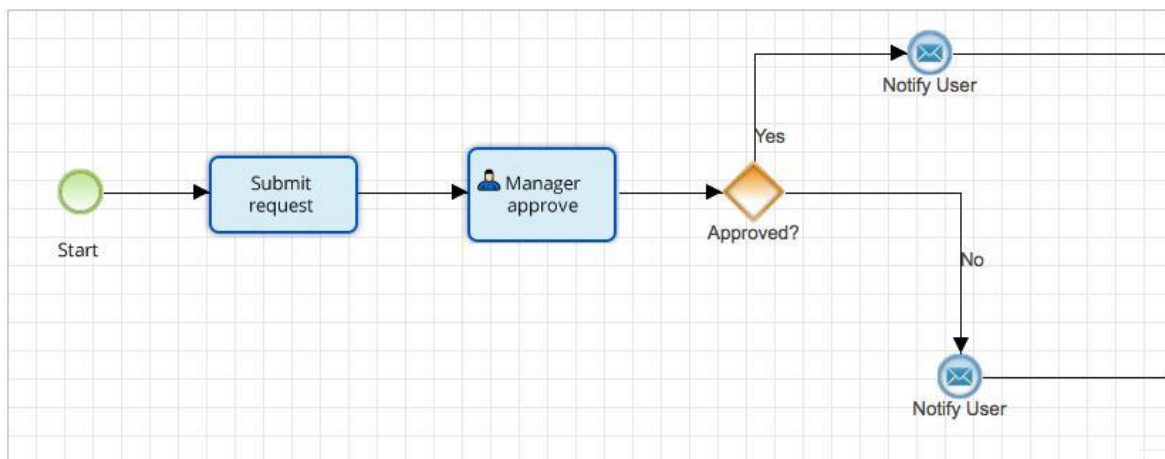 Notify User
Yes
Submit
request
Manager
approve
Approved?
Start
No
Notify User